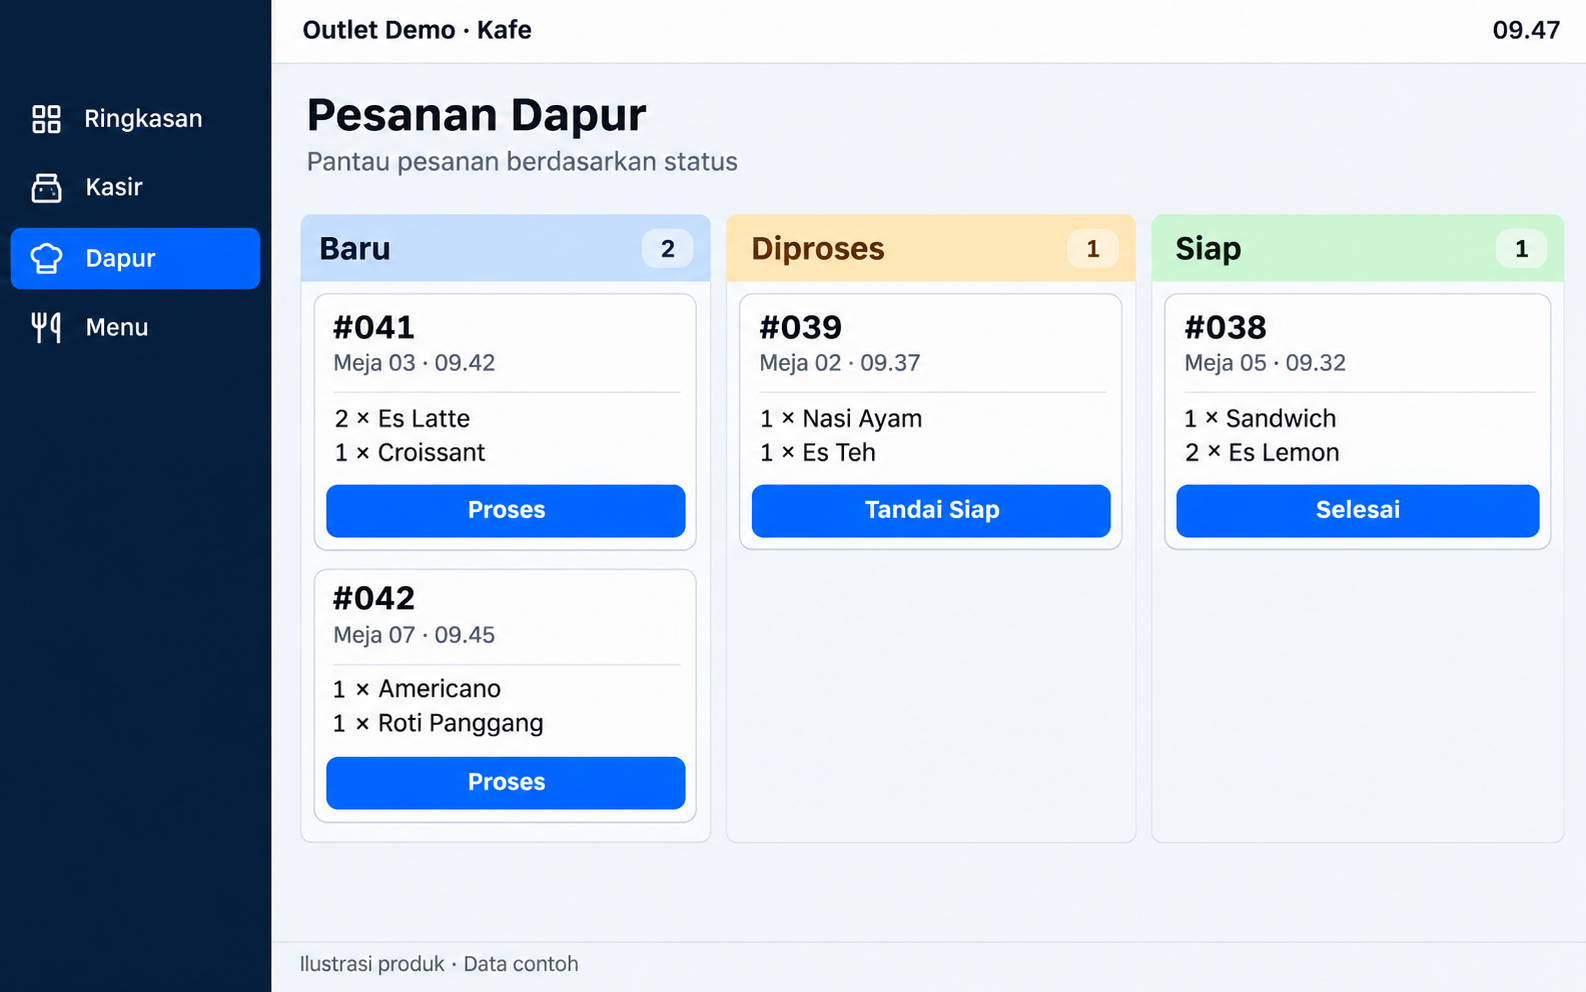 Outlet Demo · Kafe
09.47
Ringkasan
Kasir
Dapur
Menu
Pesanan Dapur
Pantau pesanan berdasarkan status
Baru
2
#041
Meja 03 · 09.42
2 × Es Latte
1 × Croissant
Proses
#042
Meja 07 · 09.45
1 × Americano
1 × Roti Panggang
Proses
Diproses
1
#039
Meja 02 · 09.37
1 × Nasi Ayam
1 × Es Teh
Tandai Siap
Siap
1
#038
Meja 05 · 09.32
1 × Sandwich
2 × Es Lemon
Selesai
Ilustrasi produk · Data contoh